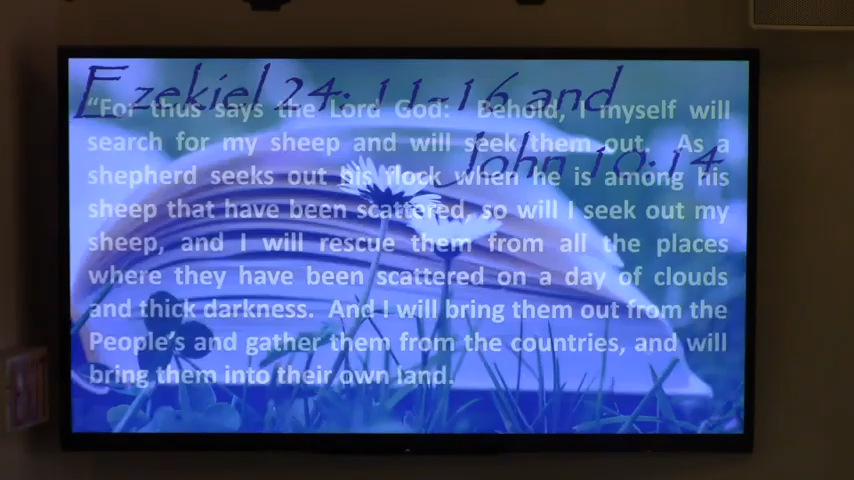 Ezekiel 24: 11-16 and
John 10:14
“For thus says the Lord God: Behold, I myself will
search for my sheep and will seek them out. As a
shepherd seeks out his flock when he is among his
sheep that have been scattered, so will I seek out my
sheep, and I will rescue them from all the places
where they have been scattered on a day of clouds
and thick darkness. And I will bring them out from the
People’s and gather them from the countries, and will
bring them into their own land.